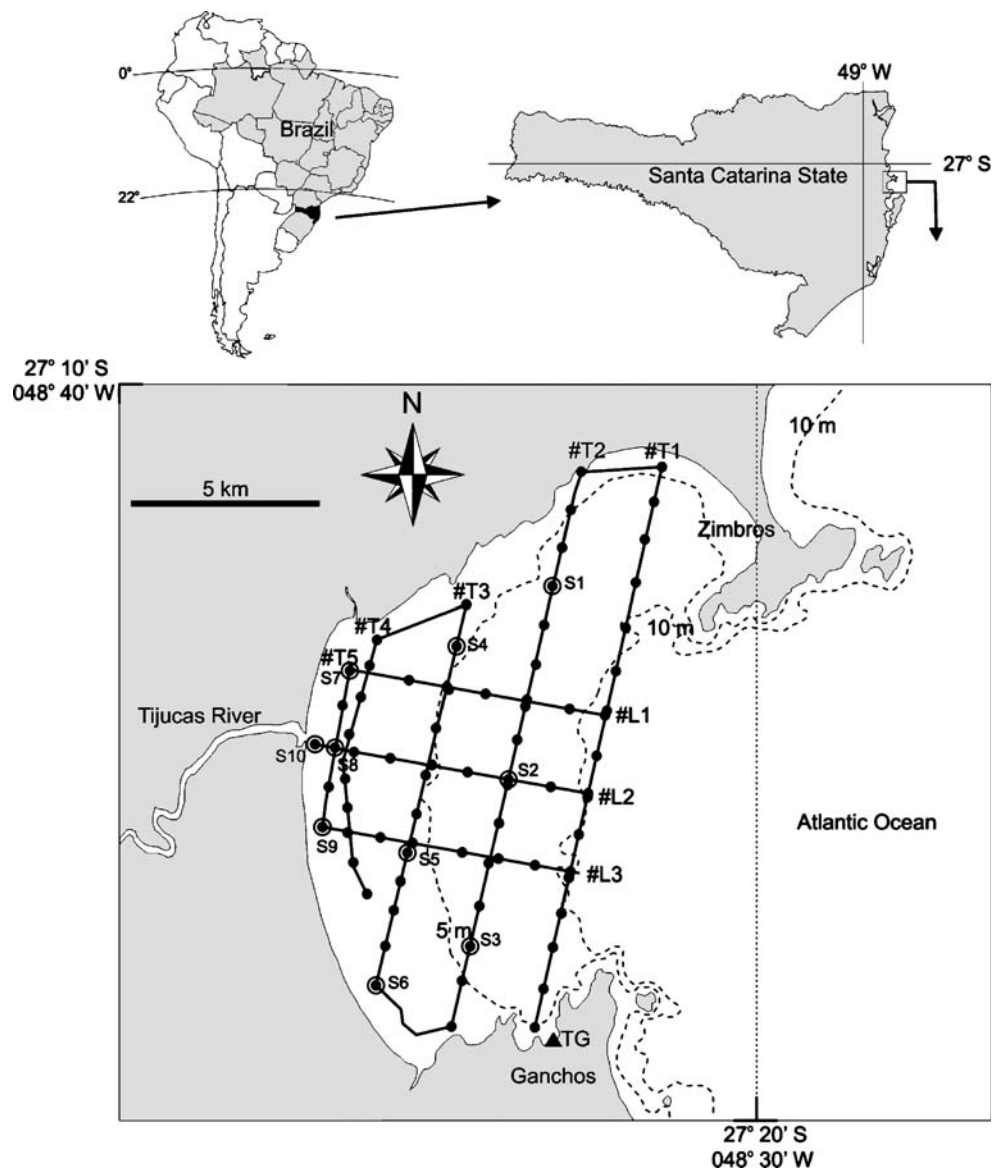 0°
Brazil
22°
49° W
27° S
Santa Catarina State
27° 10' S
048° 40' W
N
10 m
5 km
#T2
#T1
Zimbros
S1
#T3
10 m
#T4
S4
#T5
S7
#L1
Tijucas River
S10
S8
S2
#L2
Atlantic Ocean
S9
S5
#L3
5 m
S3
S6
TG
Ganchos
27° 20' S
048° 30' W